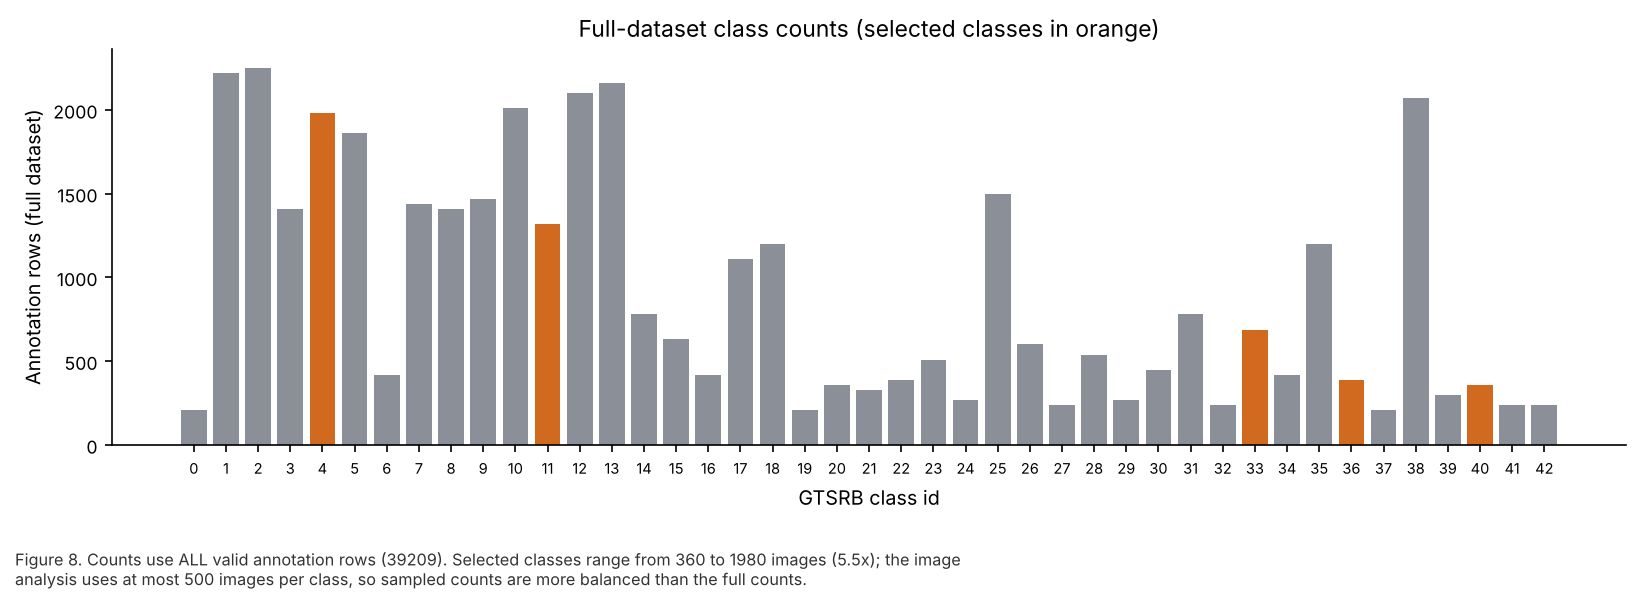 Full-dataset class counts (selected classes in orange)
Annotation rows (full dataset)
2000
1500
1000
500
0
0 1 2 3 4 5 6 7 8 9 10 11 12 13 14 15 16 17 18 19 20 21 22 23 24 25 26 27 28 29 30 31 32 33 34 35 36 37 38 39 40 41 42
GTSRB class id
Figure 8. Counts use ALL valid annotation rows (39209). Selected classes range from 360 to 1980 images (5.5x); the image
analysis uses at most 500 images per class, so sampled counts are more balanced than the full counts.